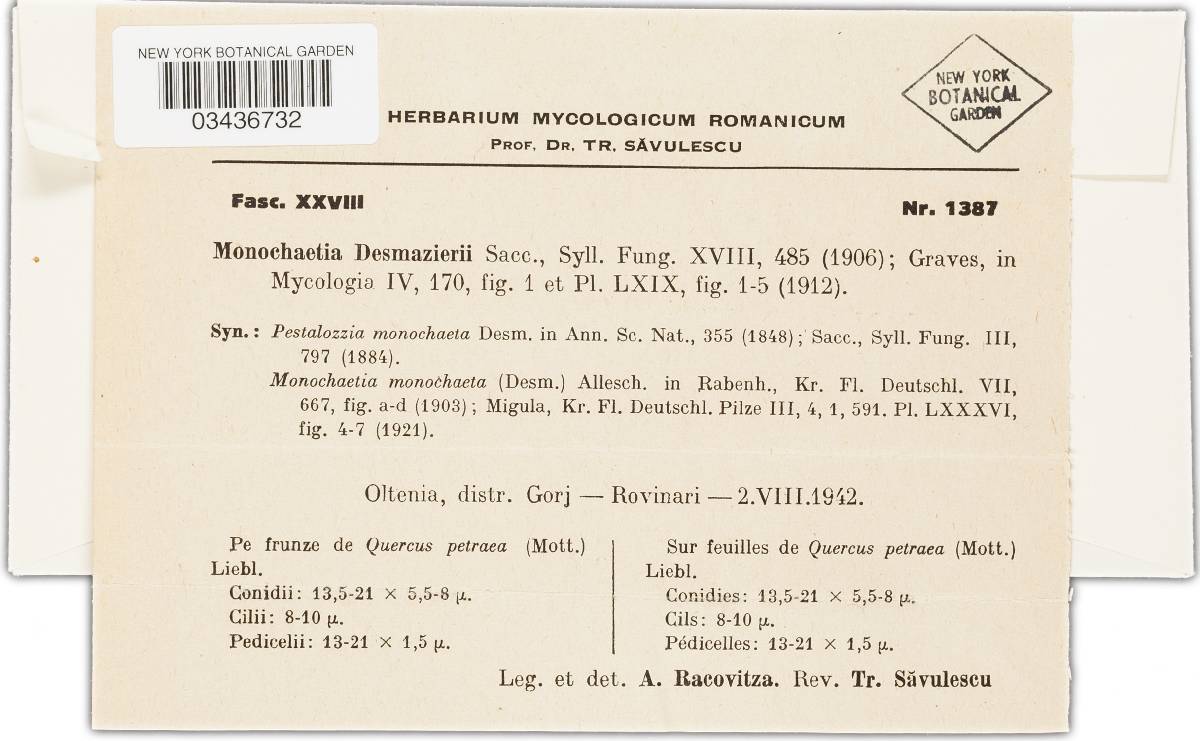 NEW YORK BOTANICAL GARDEN
03436732
NEW YORK
BOTANICAL
GARDEN
HERBARIUM MYCOLOGICUM ROMANICUM
PROF. DR. TR. SĂVULESCU
Fasc. XXVIII
Nr. 1387
Monochaetia Desmazierii Sacc., Syll. Fung. XVIII, 485 (1906); Graves, in
Mycologia IV, 170, fig. 1 et Pl. LXIX, fig. 1-5 (1912).
Syn.: Pestalozzia monochaeta Desm. in Ann. Sc. Nat., 355 (1848); Sacc., Syll. Fung. III,
797 (1884).
Monochaetia monochaeta (Desm.) Allesch. in Rabenh., Kr. Fl. Deutschl. VII,
667, fig. a-d (1903); Migula, Kr. Fl. Deutschl. Pilze III, 4, 1, 591. Pl. LXXXVI,
fig. 4-7 (1921).
Oltenia, distr. Gorj — Rovinari — 2.VIII.1942.
Pe frunze de Quercus petraea (Mott.)
Liebl.
Conidii: 13,5-21 × 5,5-8 µ.
Cilii: 8-10 µ.
Pedicelii: 13-21 × 1,5 µ.
Sur feuilles de Quercus petraea (Mott.)
Liebl.
Conidies: 13,5-21 × 5,5-8 µ.
Cils: 8-10 µ.
Pédicelles: 13-21 × 1,5 µ.
Leg. et det. A. Racovitza. Rev. Tr. Săvulescu